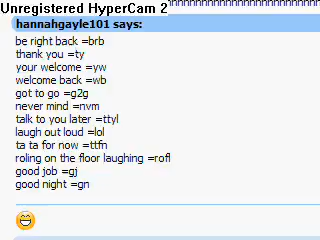 Unregistered HyperCam 2
hannahgayle101 says:
be right back =brb
thank you =ty
your welcome =yw
welcome back =wb
got to go =g2g
never mind =nvm
talk to you later =ttyl
laugh out loud =lol
ta ta for now =ttfn
roling on the floor laughing =rofl
good job =gj
good night =gn